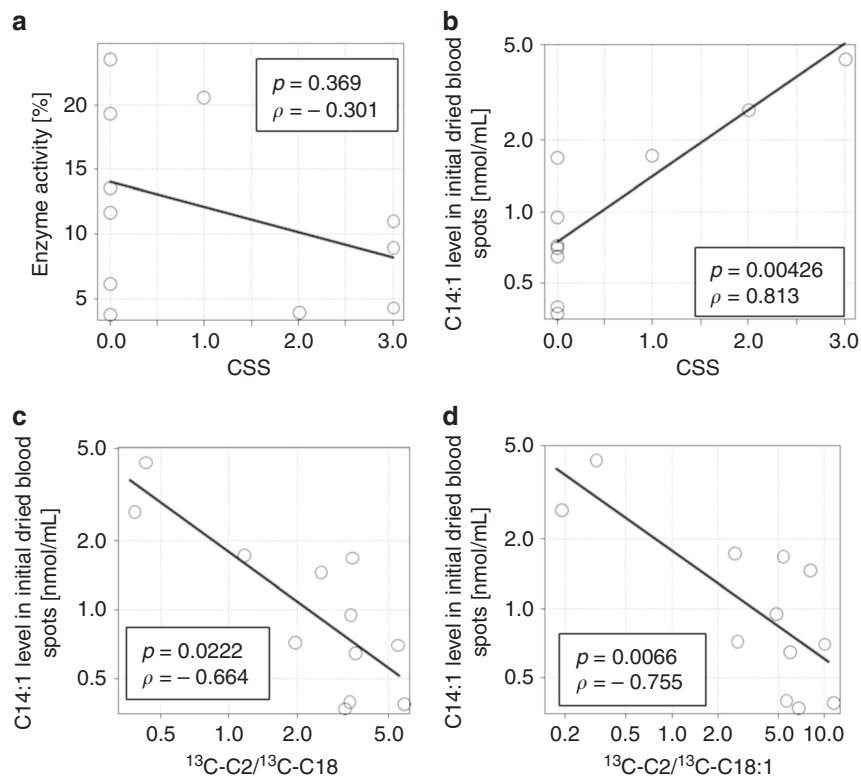 a
Enzyme activity [%]
20
15
10
5
p = 0.369
ρ = – 0.301
0.0 1.0 2.0 3.0
CSS
b
C14:1 level in initial dried blood
spots [nmol/mL]
5.0
2.0
1.0
0.5
p = 0.00426
ρ = 0.813
0.0 1.0 2.0 3.0
CSS
c
C14:1 level in initial dried blood
spots [nmol/mL]
5.0
2.0
1.0
0.5
p = 0.0222
ρ = – 0.664
0.5 1.0 2.0 5.0
¹³C-C2/¹³C-C18
d
C14:1 level in initial dried blood
spots [nmol/mL]
5.0
2.0
1.0
0.5
p = 0.0066
ρ = – 0.755
0.2 0.5 1.0 2.0 5.0 10.0
¹³C-C2/¹³C-C18:1